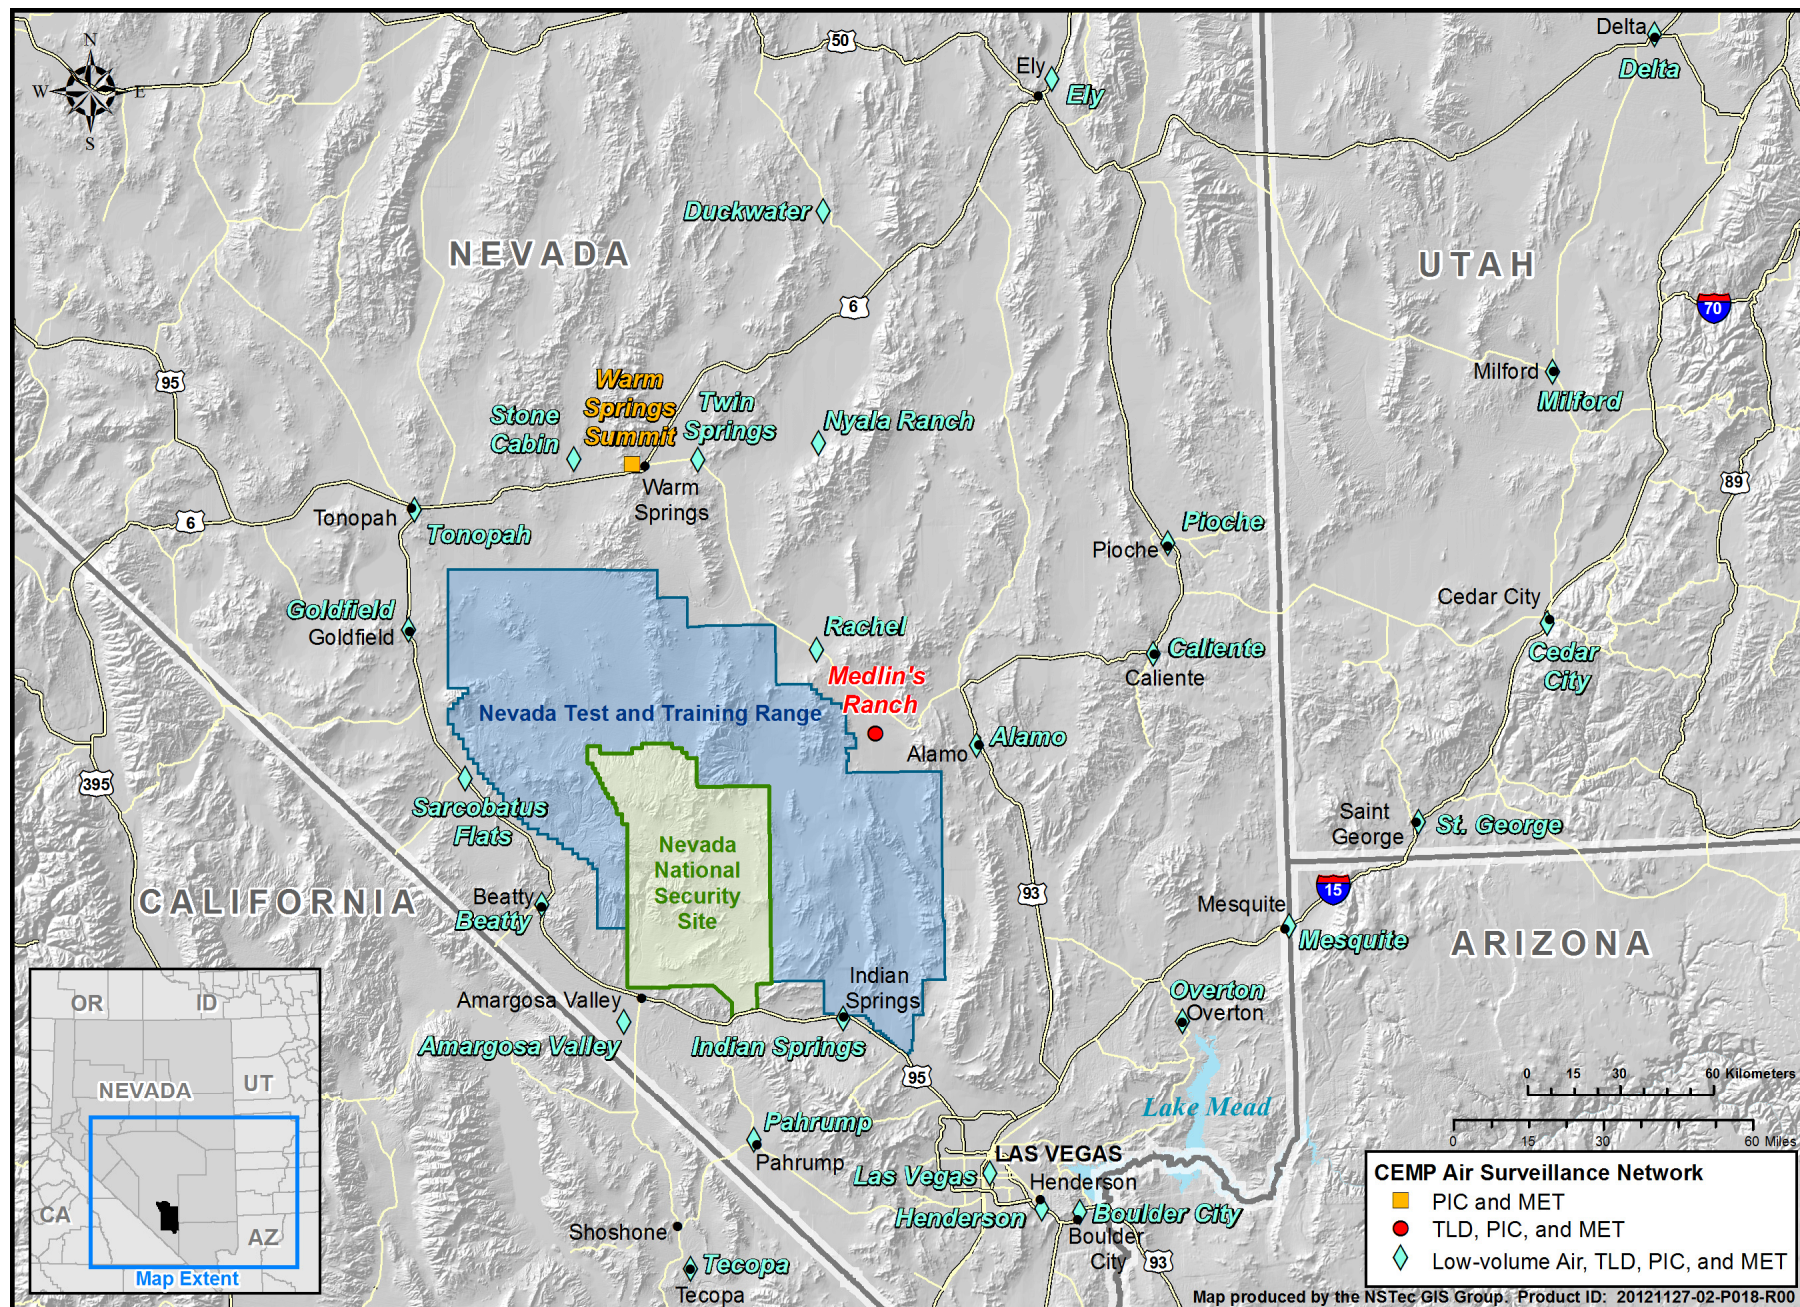 N
W
E
S
50
Ely
Ely
Delta
Delta
Duckwater
NEVADA
UTAH
6
70
95
Warm
Springs
Summit
Stone
Cabin
Twin
Springs
Nyala Ranch
Milford
Milford
Warm
Springs
89
Tonopah
Tonopah
6
Pioche
Pioche
Goldfield
Goldfield
Rachel
Cedar City
Cedar
City
Caliente
Caliente
Medlin's
Ranch
Nevada Test and Training Range
Alamo
Alamo
395
Sarcobatus
Flats
Saint
George
St. George
Nevada
National
Security
Site
93
15
CALIFORNIA
Beatty
Beatty
Mesquite
Mesquite
ARIZONA
Indian
Springs
Amargosa Valley
Overton
Overton
Amargosa Valley
Indian Springs
95
OR
ID
NEVADA
UT
CA
AZ
Map Extent
Lake Mead
0 15 30 60 Kilometers
0 15 30 60 Miles
Pahrump
Pahrump
LAS VEGAS
Las Vegas
Henderson
Henderson
Boulder City
Boulder
City
93
Shoshone
Tecopa
Tecopa
CEMP Air Surveillance Network
PIC and MET
TLD, PIC, and MET
Low-volume Air, TLD, PIC, and MET
Map produced by the NSTec GIS Group. Product ID: 20121127-02-P018-R00